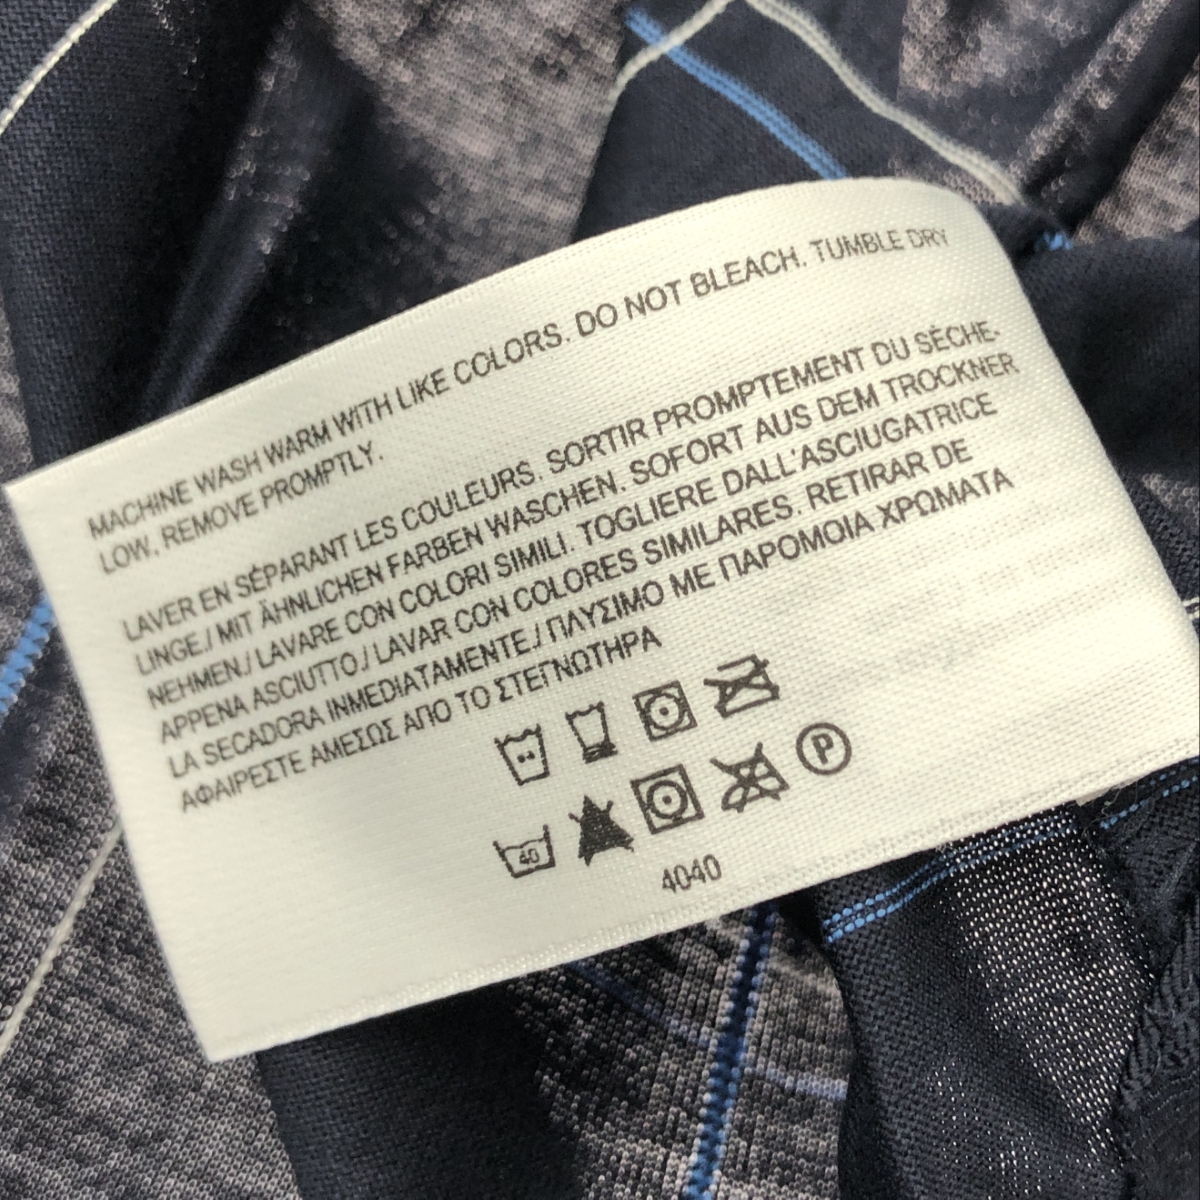 MACHINE WASH WARM WITH LIKE COLORS. DO NOT BLEACH. TUMBLE DRY
LOW, REMOVE PROMPTLY.
LAVER EN SÉPARANT LES COULEURS. SORTIR PROMPTEMENT DU SÈCHE-
LINGE./ MIT ÄHNLICHEN FARBEN WASCHEN. SOFORT AUS DEM TROCKNER
NEHMEN./ LAVARE CON COLORI SIMILI. TOGLIERE DALL'ASCIUGATRICE
APPENA ASCIUTTO./ LAVAR CON COLORES SIMILARES. RETIRAR DE
LA SECADORA INMEDIATAMENTE./ ΠΛΥΣΙΜΟ ΜΕ ΠΑΡΟΜΟΙΑ ΧΡΩΜΑΤΑ
ΑΦΑΙΡΕΣΤΕ ΑΜΕΣΩΣ ΑΠΟ ΤΟ ΣΤΕΓΝΩΤΗΡΑ
40 P
4040